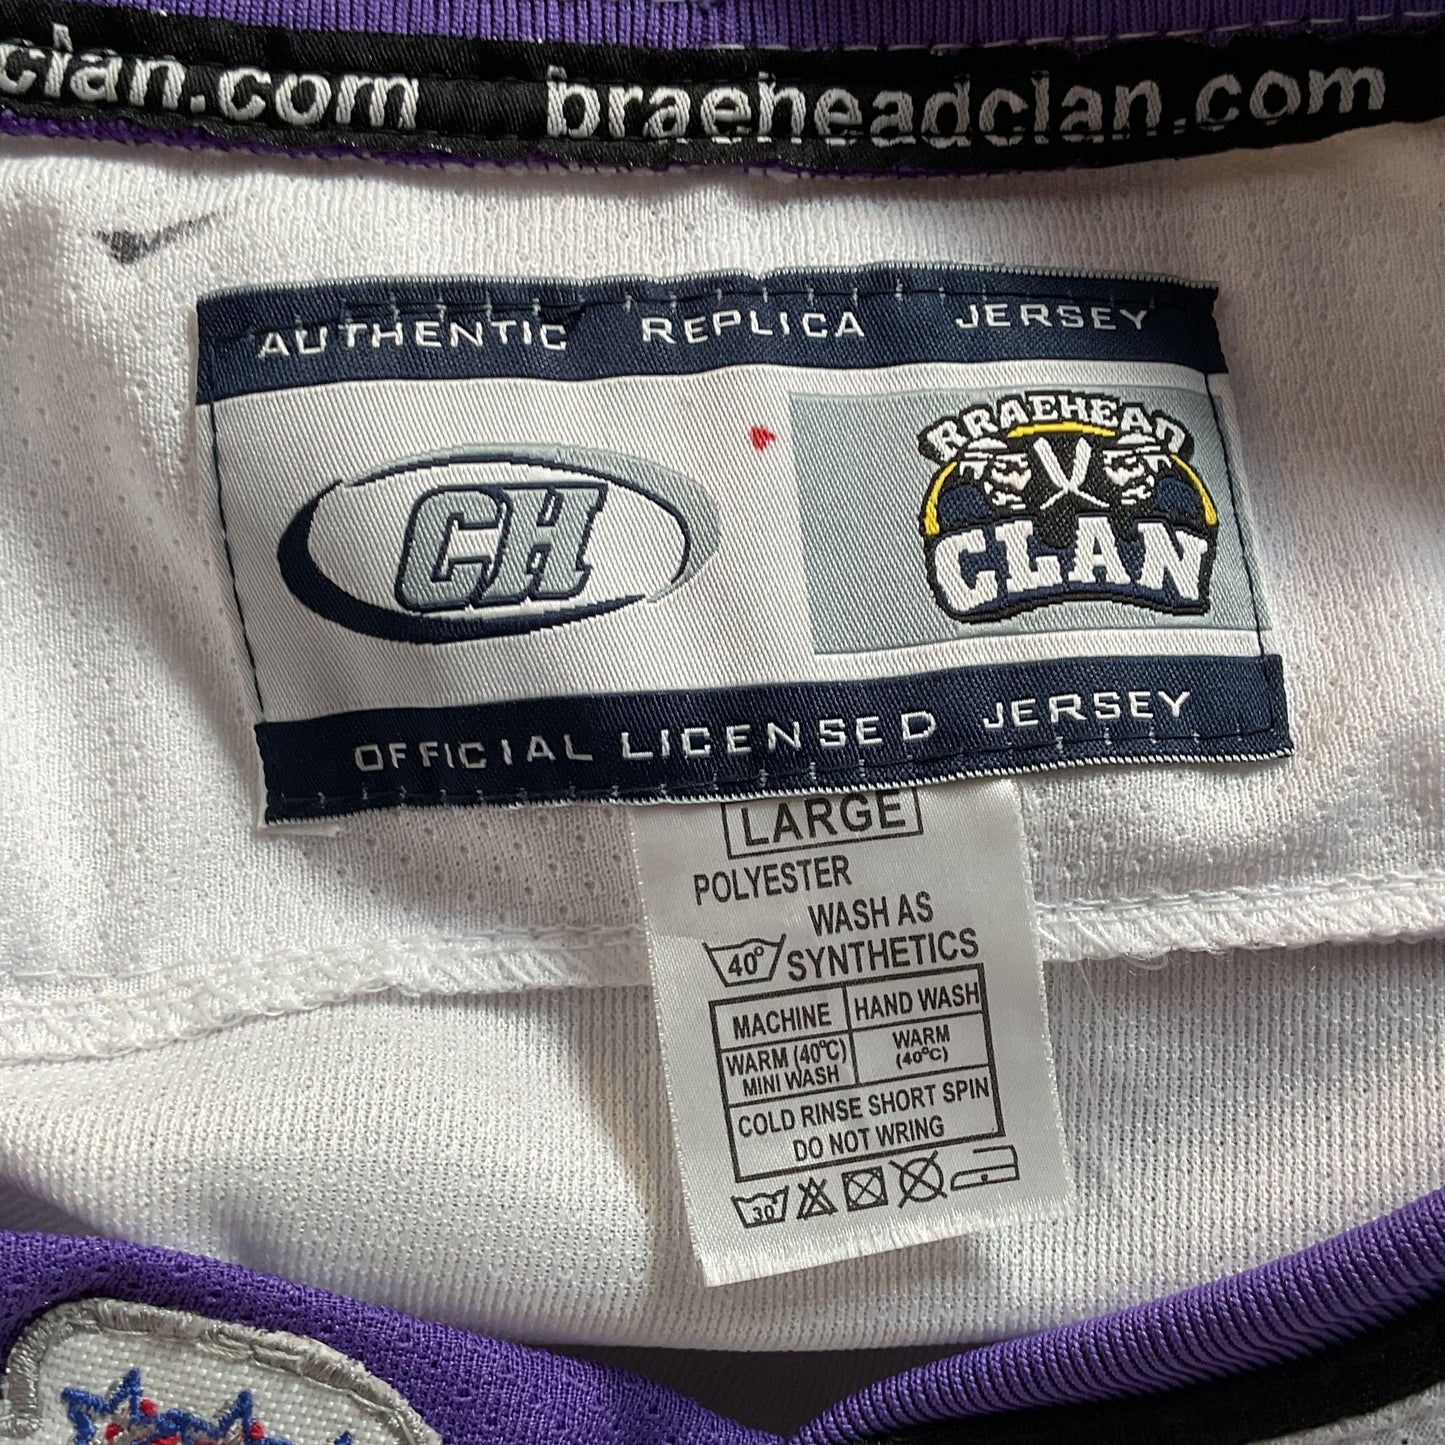 clan.com braeheadclan.com
AUTHENTIC REPLICA JERSEY
CH
BRAEHEAD
CLAN
OFFICIAL LICENSED JERSEY
LARGE
POLYESTER
WASH AS
40° SYNTHETICS
MACHINE HAND WASH
WARM (40°C) WARM
MINI WASH (40°C)
COLD RINSE SHORT SPIN
DO NOT WRING
30°